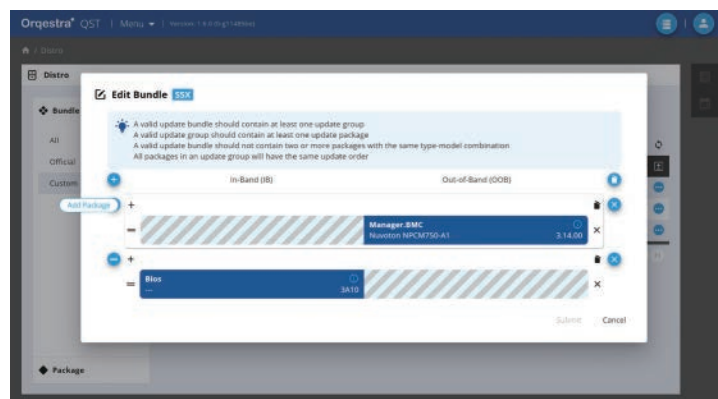 Orqestra QST | Menu
/ Distro
Distro
Edit Bundle S5X
Bundle
A valid update bundle should contain at least one update group
A valid update group should contain at least one update package
A valid update bundle should not contain two or more packages with the same type-model combination
All packages in an update group will have the same update order
All
Official
Custom
In-Band (IB)
Out-of-Band (OOB)
Add Package
Manager.BMC
Nuvoton NPCM750-A1
3.14.00
Bios
---
3A10
Submit
Cancel
Package